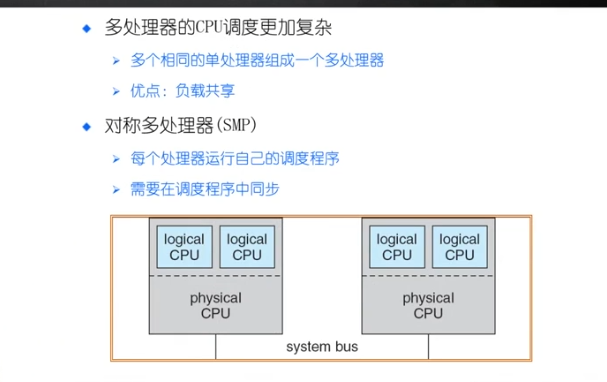 多处理器的CPU调度更加复杂
多个相同的单处理器组成一个多处理器
优点：负载共享
对称多处理器(SMP)
每个处理器运行自己的调度程序
需要在调度程序中同步
logical CPU
logical CPU
physical CPU
logical CPU
logical CPU
physical CPU
system bus